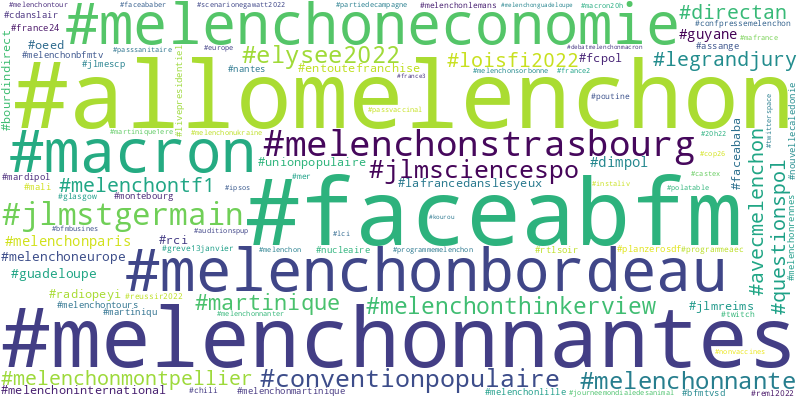 #melenchontour #faceabaher #scenarionegawatt2022 #partiedecampagne #melenchonguadeloupe #macron20h #confpressemelenchon
#cdanslair #melenchoneconomie #melenchonlemans #directan
#france24 #passsanitaire #europe #debatmelenchonmacron #guyane #mafrance
#oeed #elysee2022 #loisfi2022 #fcpol #assange
#melenchonbfmtv #jlmescp #nantes #entoutefranchise #melenchonsorbonne #france2 #legrandjury
#bourdindirect #livepresidentiel #france3
#allomelenchon
#passvaccinal #poutine
#martiniquelere #melenchonukraine #20h22
#macron #melenchonstrasbourg #faceababa #twitterspace #nouvellecaledonie
#unionpopulaire #jlmsciencespo #dimpol #cop26
#mardipol #mer #castex
#mali #melenchontf1 #ipsos #lafrancedanslesyeux #instaliv #polatable
#glasgow #montebourg
#jlmstgermain #faceabfm #avecmelenchon #questionspol #melenchonrennes
#bfmbusines #auditionspup #kourou
#melenchonparis #rci #lci
#greve13janvier #melenchon #nucleaire #programmemelenchon #rtlsoir #planzerosdf #programmeaec
#melenchoneurope #melenchonbordeau
#guadeloupe
#radiopeyi #reussir2022 #martinique #melenchonthinkerview #jlmreims
#melenchontours #martiniqu #melenchonnanter #twitch
#melenchonnantes
#nonvaccines
#melenchonmontpellier #conventionpopulaire #melenchonnante
#melenchoninternational #chili #melenchonmartinique #melenchonlille #journeemondialedesanimal #bfmtvsd #reml2022